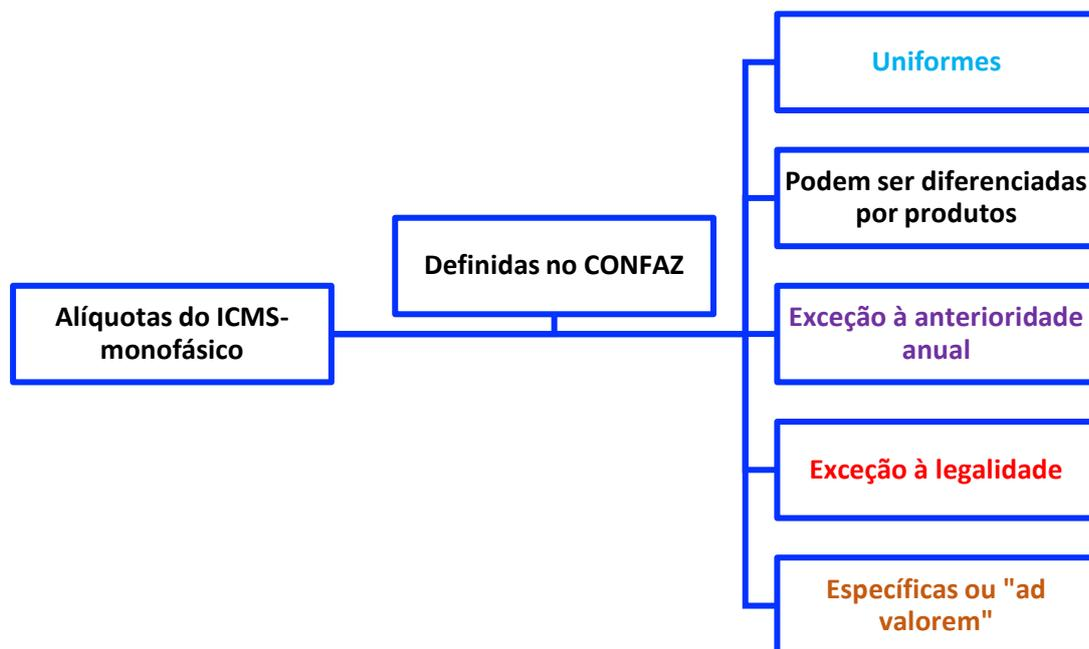 Alíquotas do ICMS-
monofásico
Definidas no CONFAZ
Uniformes
Podem ser diferenciadas
por produtos
Exceção à anterioridade
anual
Exceção à legalidade
Específicas ou "ad
valorem"